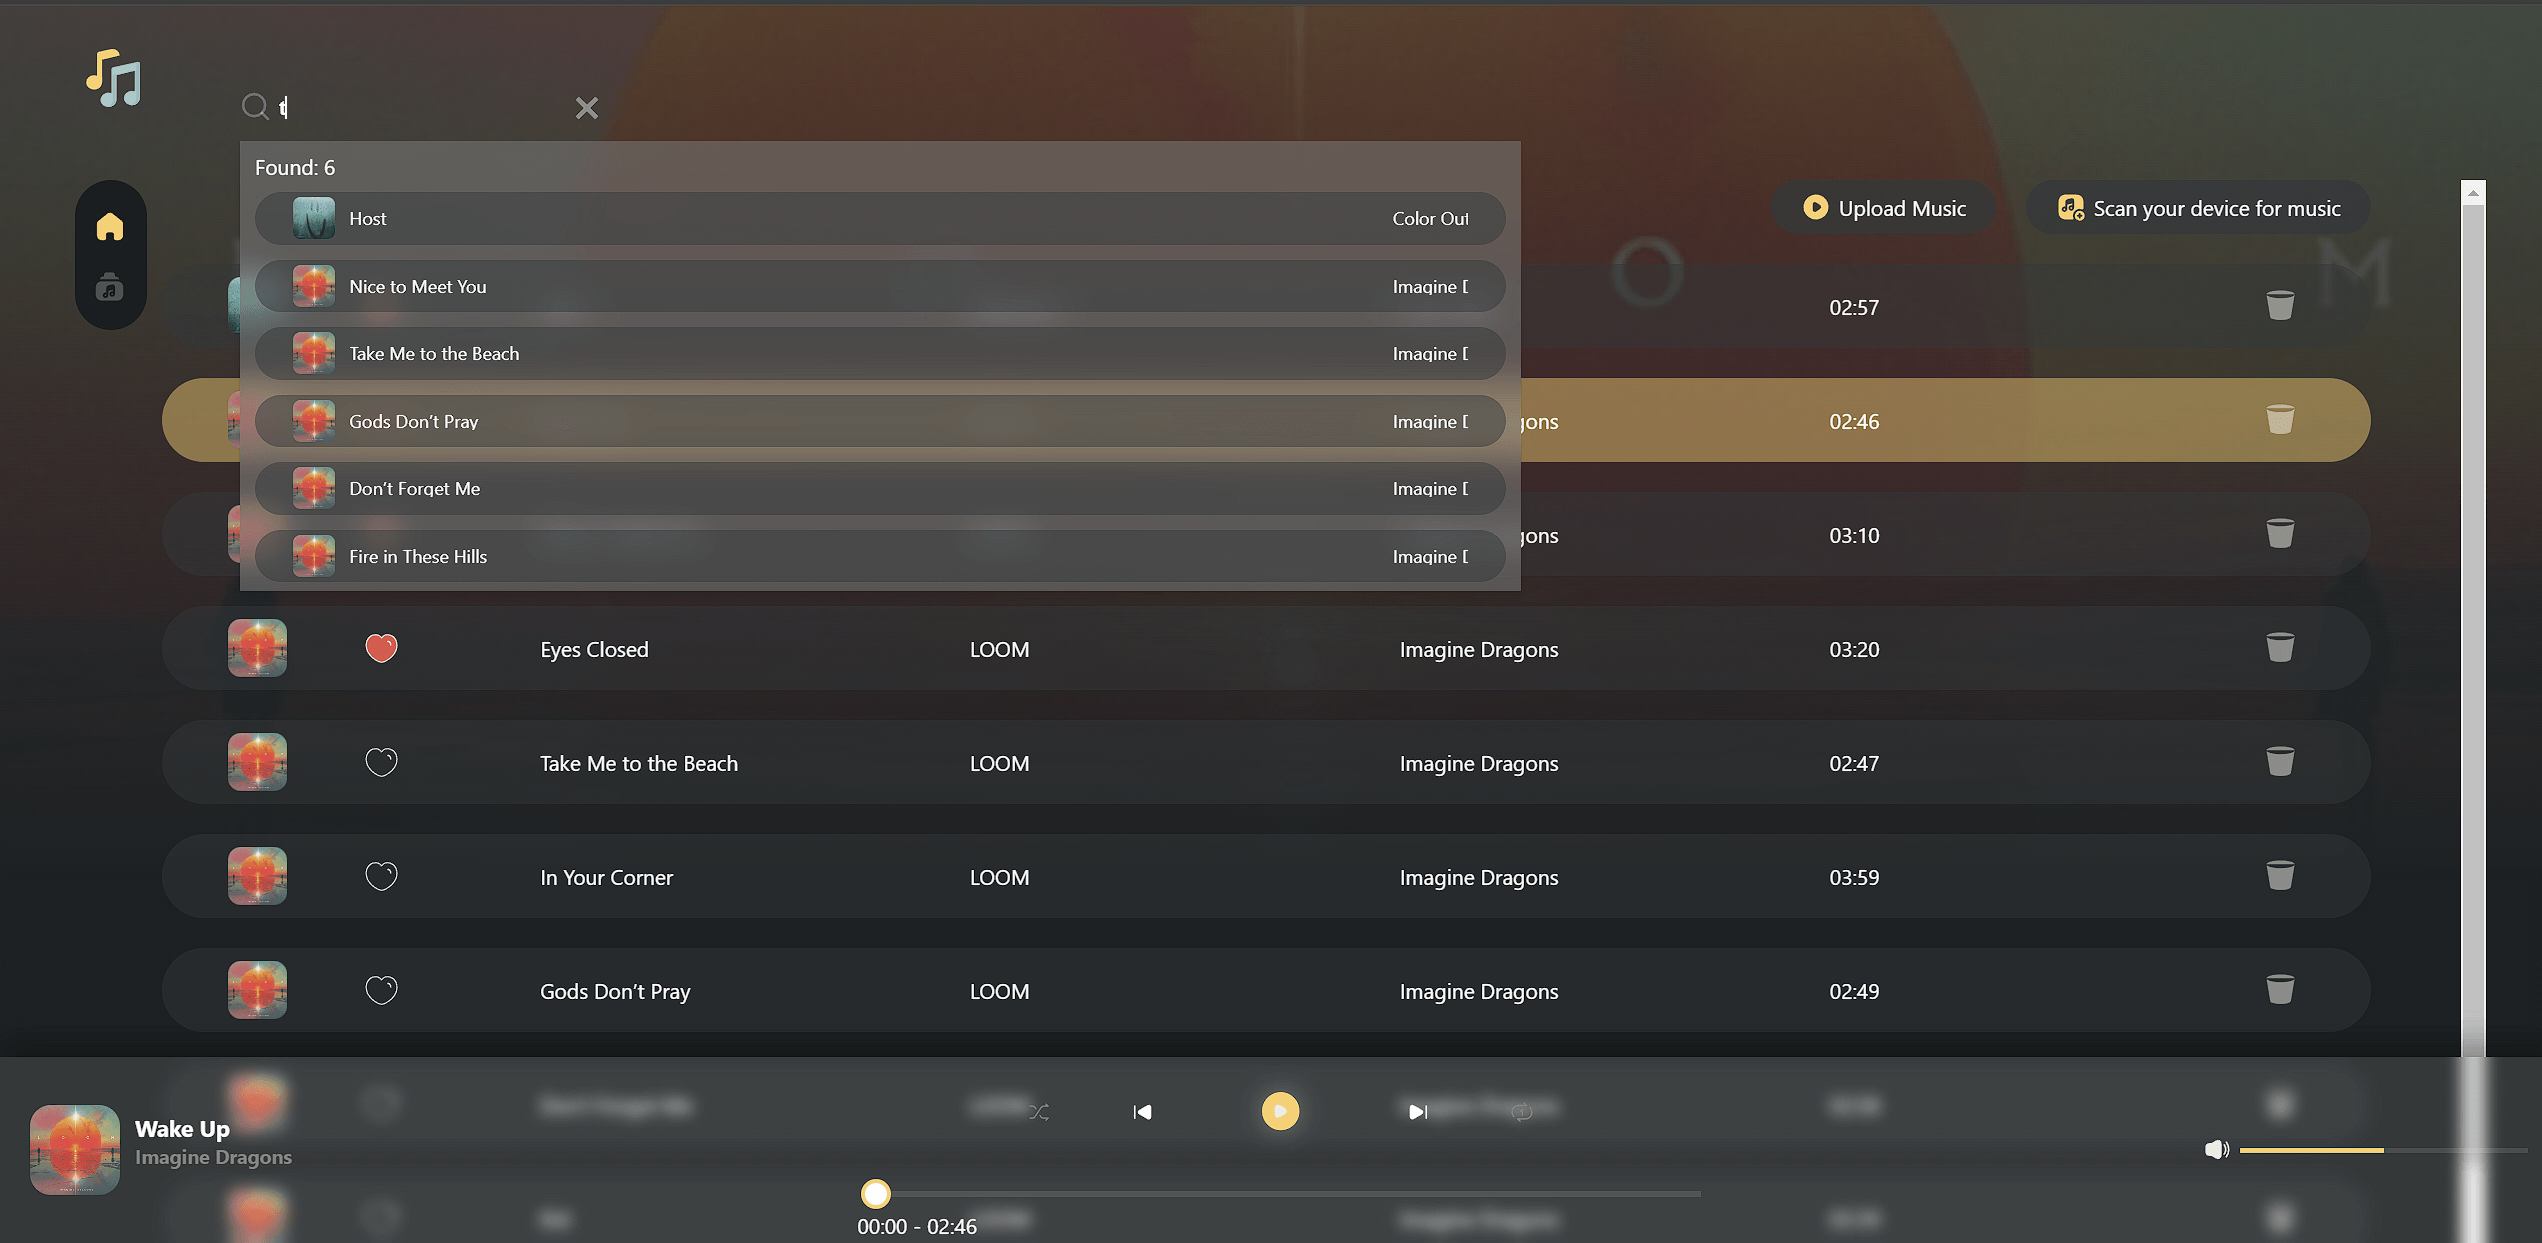 t
Found: 6
Host Color Out
Nice to Meet You Imagine D
Take Me to the Beach Imagine D
Gods Don’t Pray Imagine D
Don’t Forget Me Imagine D
Fire in These Hills Imagine D
Upload Music Scan your device for music
O M
02:57
gons 02:46
gons 03:10
Eyes Closed LOOM Imagine Dragons 03:20
Take Me to the Beach LOOM Imagine Dragons 02:47
In Your Corner LOOM Imagine Dragons 03:59
Gods Don’t Pray LOOM Imagine Dragons 02:49
Wake Up
Imagine Dragons
00:00 - 02:46